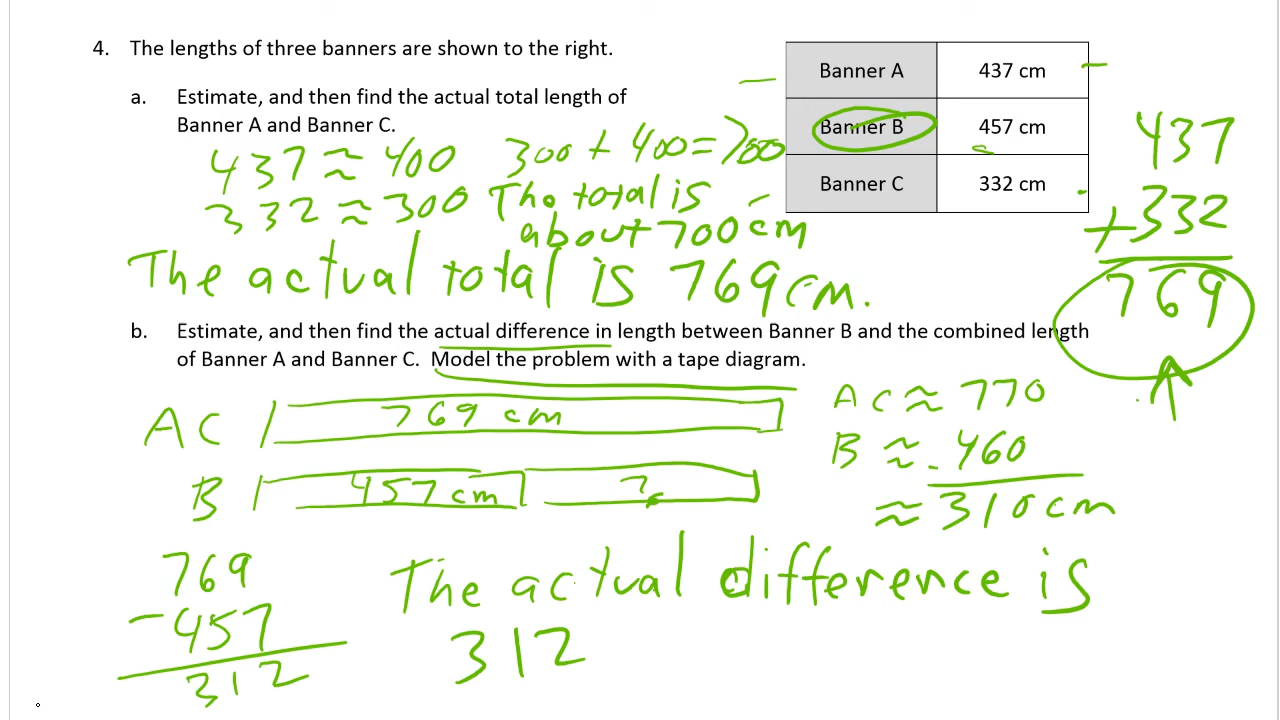 4. The lengths of three banners are shown to the right.
Banner A 437 cm
Banner B 457 cm
Banner C 332 cm
a. Estimate, and then find the actual total length of
Banner A and Banner C.
437 ≈ 400
332 ≈ 300
300 + 400 = 700
The total is
about 700 cm
The actual total is 769 cm.
437
+332
769
b. Estimate, and then find the actual difference in length between Banner B and the combined length
of Banner A and Banner C. Model the problem with a tape diagram.
AC 769 cm
B 457 cm ?
AC ≈ 770
B ≈ - 460
≈ 310 cm
769
-457
312
The actual difference is
312